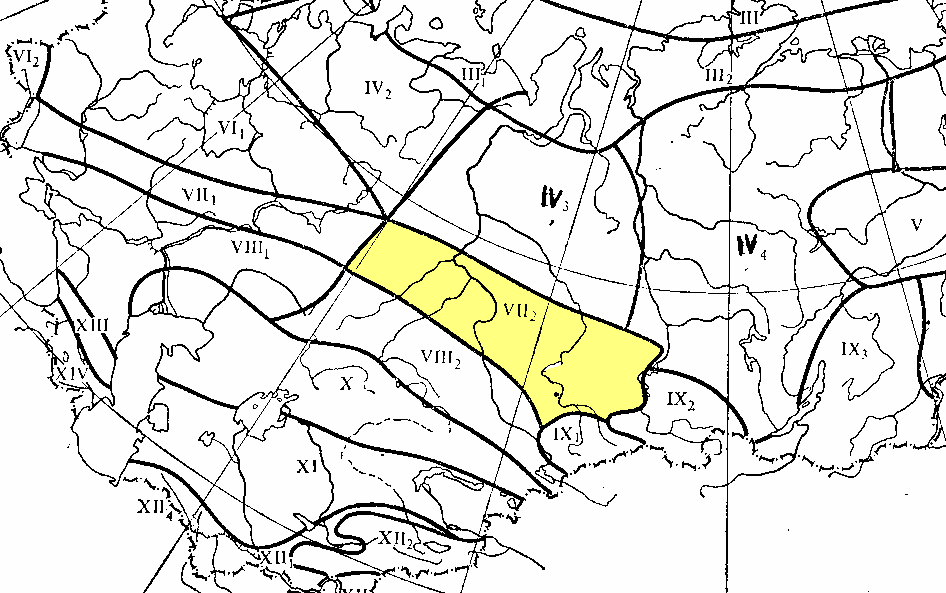 III
VI₂
III₁
III₂
IV₂
VI₁
VII₁
IV₃
V
VIII₁
IV₄
VII₂
XIII
VIII₂
IX₃
XIV
X
IX₂
IX₁
XI
XII₂
XII